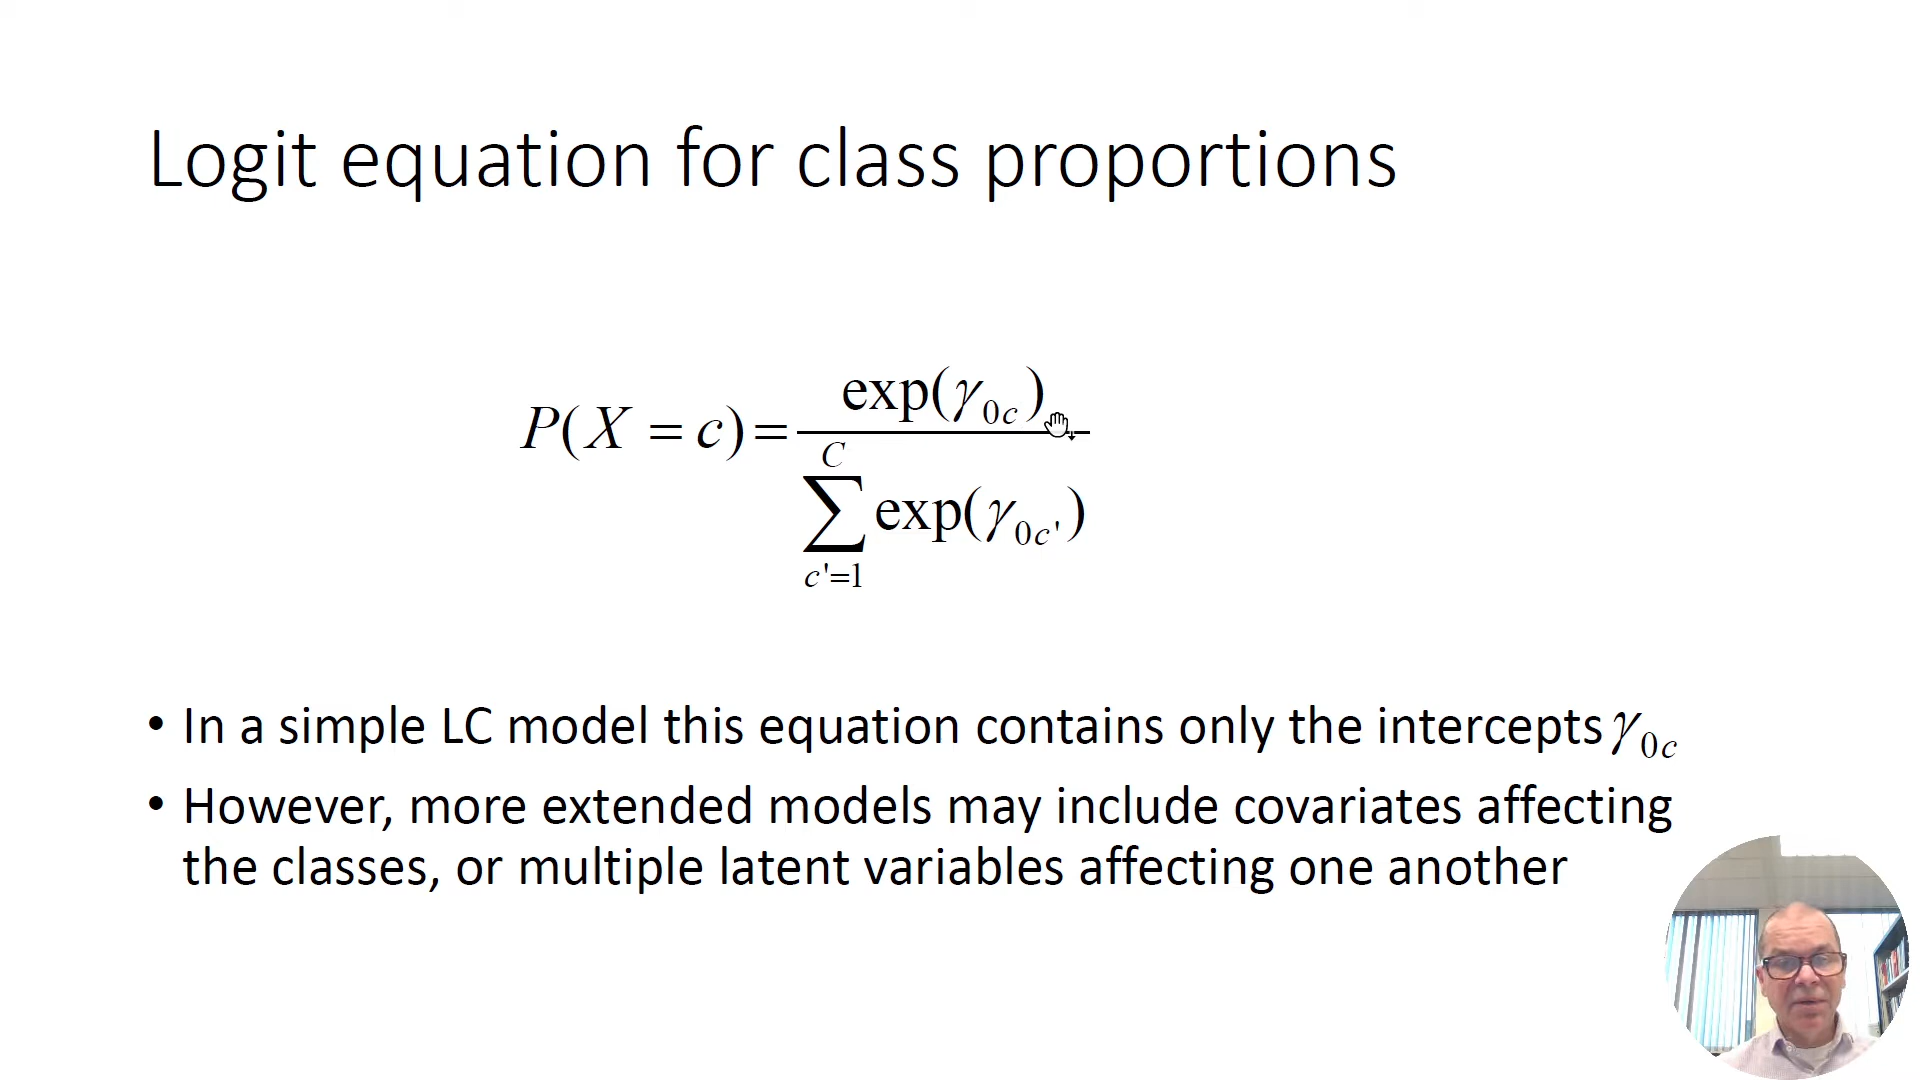 Logit equation for class proportions
P(X = c) = exp(γ0c) / ∑ C c'=1 exp(γ0c')
• In a simple LC model this equation contains only the intercepts γ0c
• However, more extended models may include covariates affecting
the classes, or multiple latent variables affecting one another